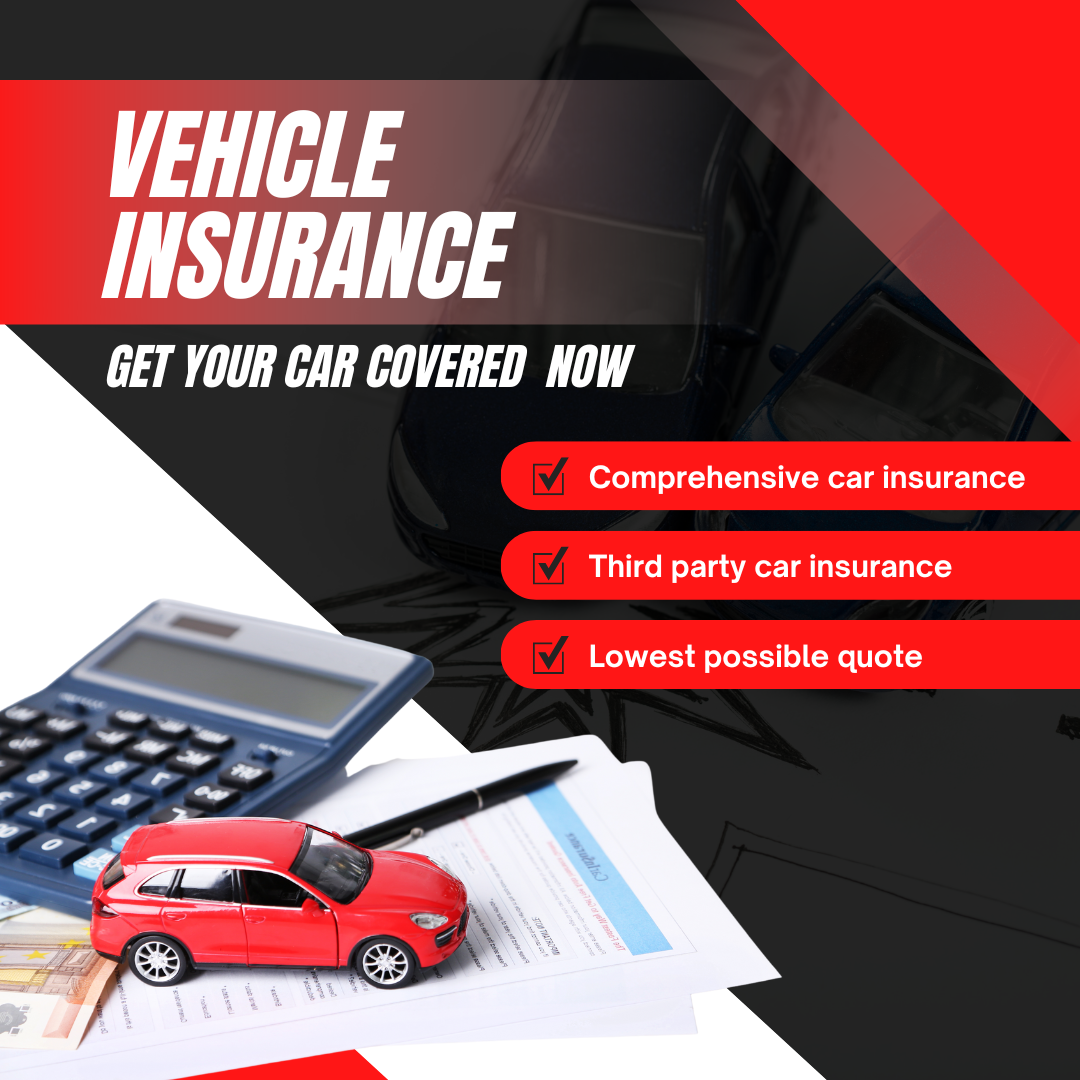 VEHICLE
INSURANCE
GET YOUR CAR COVERED NOW
Comprehensive car insurance
Third party car insurance
Lowest possible quote